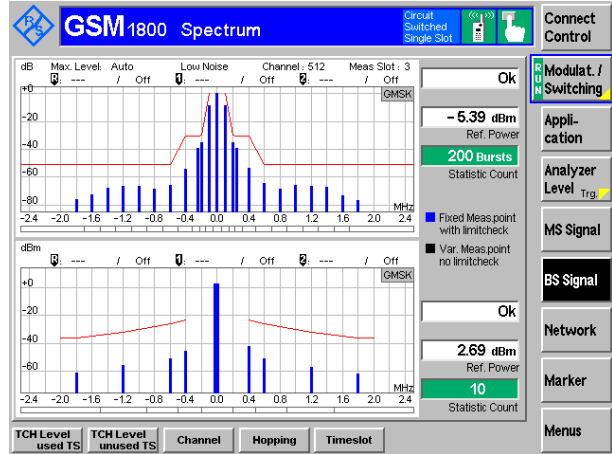 R&S
GSM 1800 Spectrum
Circuit
Switched
Single Slot
Connect
Control
dB Max. Level: Auto Low Noise Channel : 512 Meas Slot : 3
R: --- / Off 1: --- / Off 2: --- / Off
GMSK
+0
-20
-40
-60
-80
MHz
-2.4 -2.0 -1.6 -1.2 -0.8 -0.4 0.0 0.4 0.8 1.2 1.6 2.0 2.4
Ok
-5.39 dBm
Ref. Power
200 Bursts
Statistic Count
Fixed Meas.point
with limitcheck
Var. Meas.point
no limitcheck
dBm
R: --- / Off 1: --- / Off 2: --- / Off
GMSK
+0
-20
-40
-60
MHz
-2.4 -2.0 -1.6 -1.2 -0.8 -0.4 0.0 0.4 0.8 1.2 1.6 2.0 2.4
Ok
2.69 dBm
Ref. Power
10
Statistic Count
RUN
Modulat. /
Switching
Appli-
cation
Analyzer
Level Trg.
MS Signal
BS Signal
Network
Marker
Menus
TCH Level
used TS
TCH Level
unused TS
Channel
Hopping
Timeslot